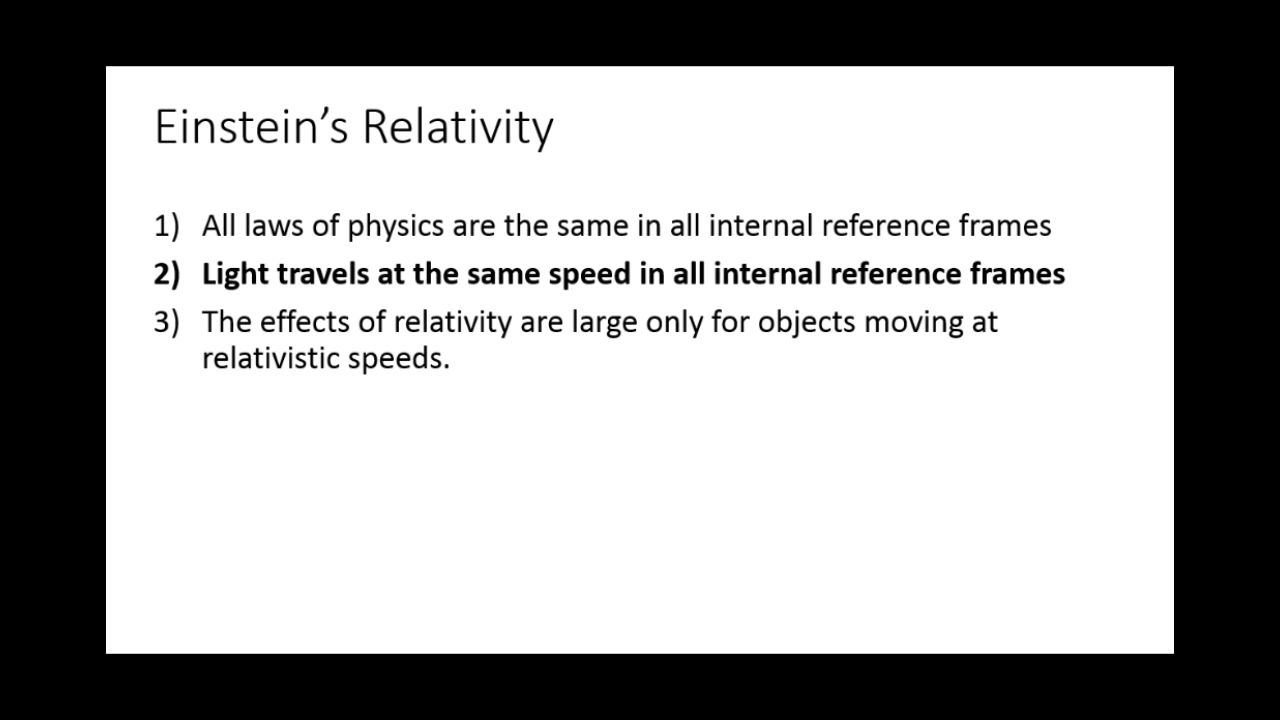 Einstein’s Relativity
1) All laws of physics are the same in all internal reference frames
2) Light travels at the same speed in all internal reference frames
3) The effects of relativity are large only for objects moving at
relativistic speeds.